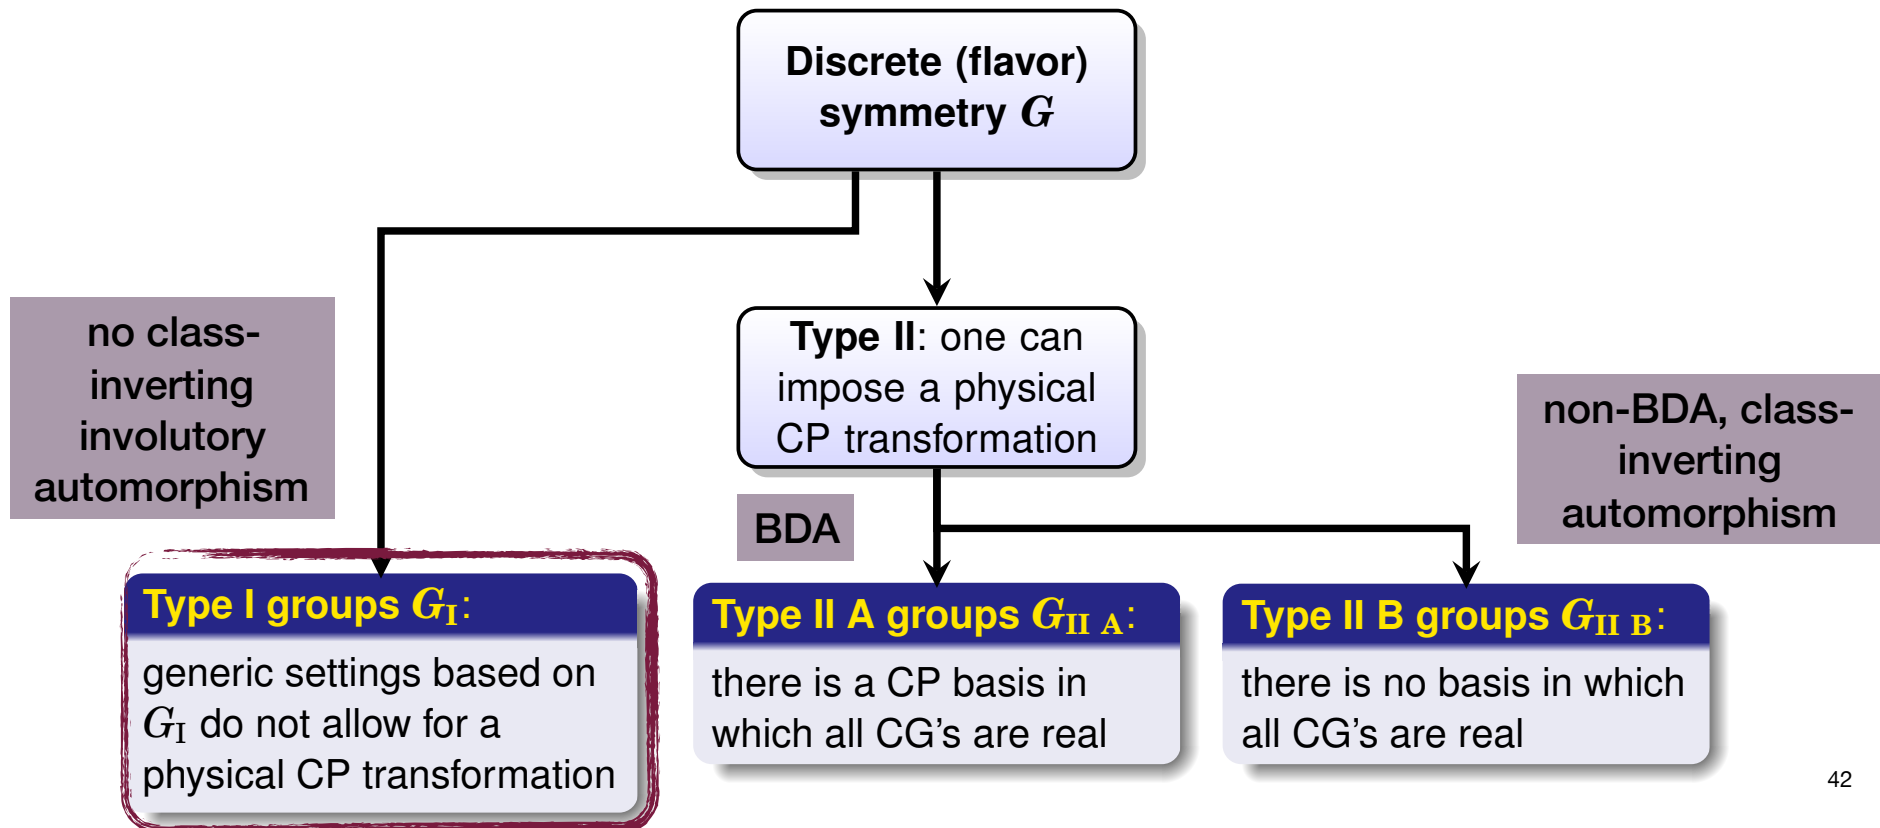 Discrete (flavor)
symmetry G
no class-
inverting
involutory
automorphism
Type II: one can
impose a physical
CP transformation
non-BDA, class-
inverting
automorphism
BDA
Type I groups G_I:
generic settings based on
G_I do not allow for a
physical CP transformation
Type II A groups G_II A:
there is a CP basis in
which all CG's are real
Type II B groups G_II B:
there is no basis in which
all CG's are real
42